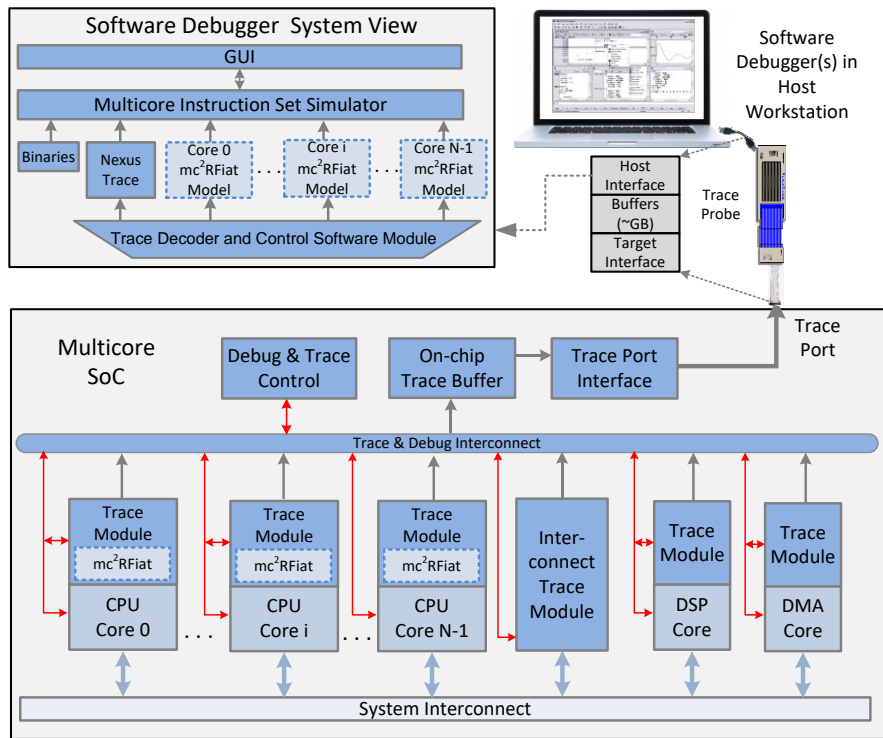 Software Debugger System View
GUI
Multicore Instruction Set Simulator
Binaries
Nexus
Trace
Core 0
mc²RFiat
Model
. . .
Core i
mc²RFiat
Model
. . .
Core N-1
mc²RFiat
Model
Trace Decoder and Control Software Module
Software
Debugger(s) in
Host
Workstation
Host
Interface
Buffers
(~GB)
Target
Interface
Trace
Probe
Trace
Port
Multicore
SoC
Debug & Trace
Control
On-chip
Trace Buffer
Trace Port
Interface
Trace & Debug Interconnect
Trace
Module
mc²RFiat
CPU
Core 0
. . .
Trace
Module
mc²RFiat
CPU
Core i
. . .
Trace
Module
mc²RFiat
CPU
Core N-1
Inter-
connect
Trace
Module
Trace
Module
DSP
Core
Trace
Module
DMA
Core
System Interconnect